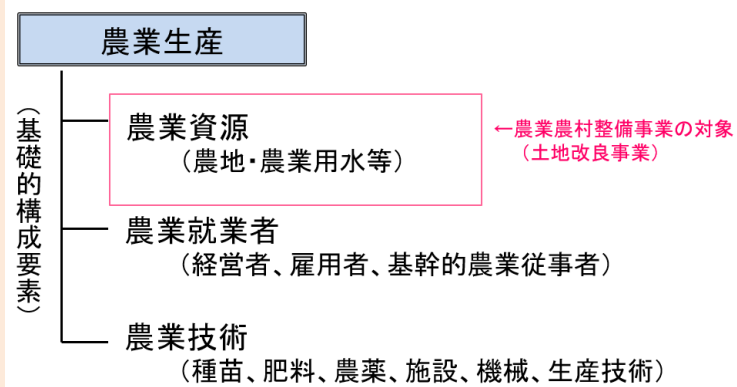 農業生産
（基礎的構成要素）
農業資源
（農地・農業用水等）
←農業農村整備事業の対象
（土地改良事業）
農業就業者
（経営者、雇用者、基幹的農業従事者）
農業技術
（種苗、肥料、農薬、施設、機械、生産技術）